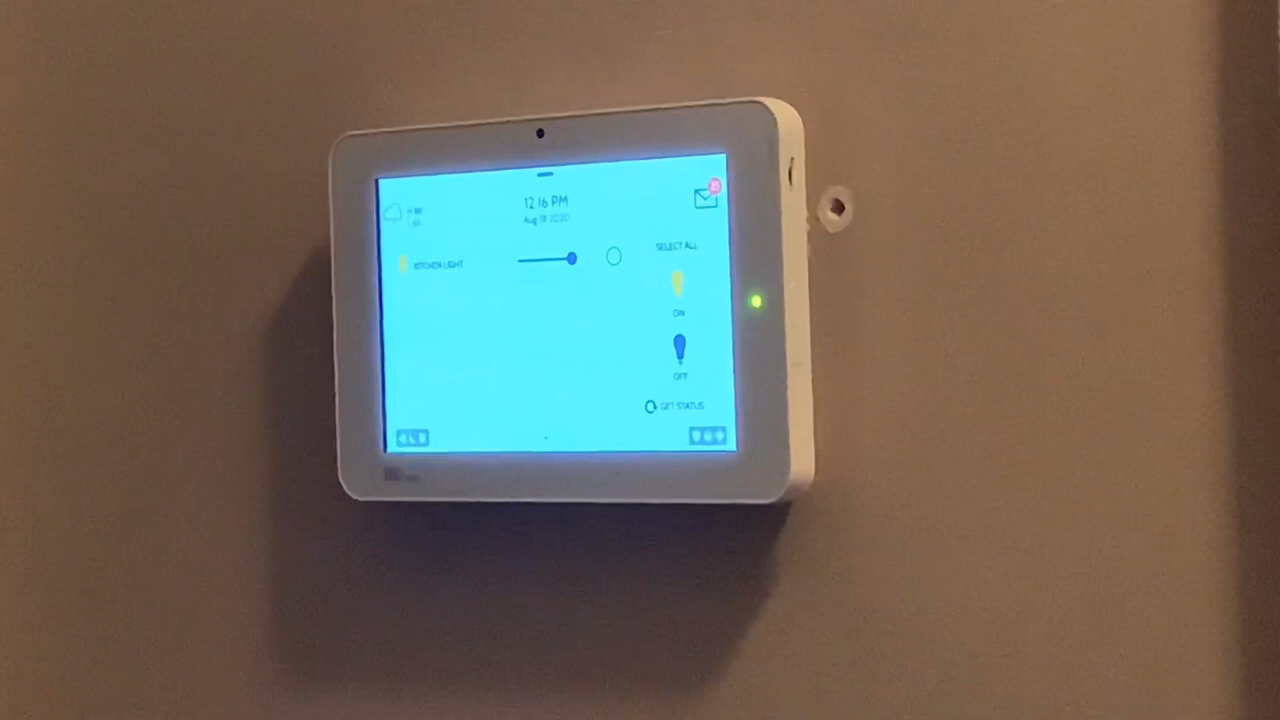 12 16 PM
Aug 18 2020
KITCHEN LIGHT
SELECT ALL
ON
OFF
GET STATUS